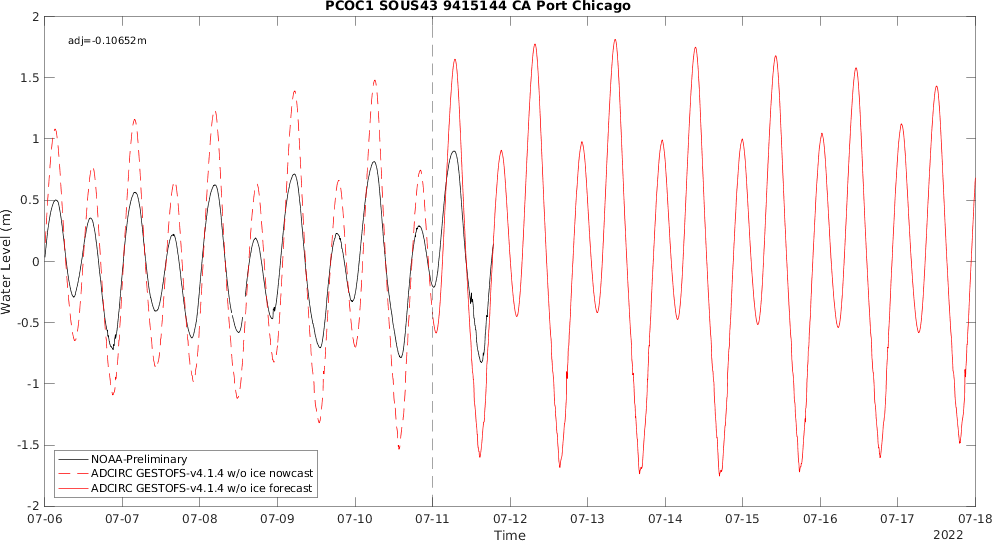 PCOC1 SOUS43 9415144 CA Port Chicago
adj=-0.10652m
2
1.5
1
0.5
0
-0.5
-1
-1.5
-2
Water Level (m)
NOAA-Preliminary
ADCIRC GESTOFS-v4.1.4 w/o ice nowcast
ADCIRC GESTOFS-v4.1.4 w/o ice forecast
07-06 07-07 07-08 07-09 07-10 07-11 07-12 07-13 07-14 07-15 07-16 07-17 07-18
Time
2022